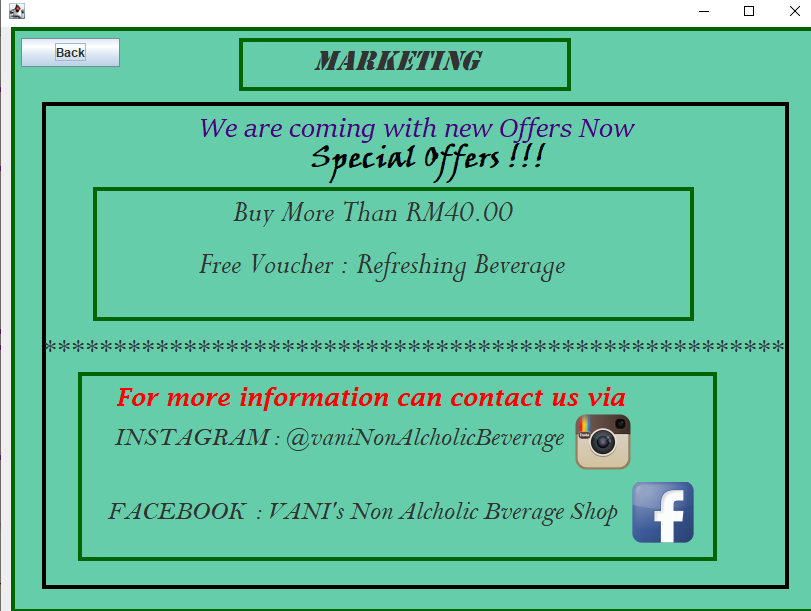 Back
MARKETING
We are coming with new Offers Now
Special Offers !!!
Buy More Than RM40.00
Free Voucher : Refreshing Beverage
*****************************************************
For more information can contact us via
INSTAGRAM : @vaniNonAlcholicBeverage
FACEBOOK : VANI's Non Alcholic Bverage Shop